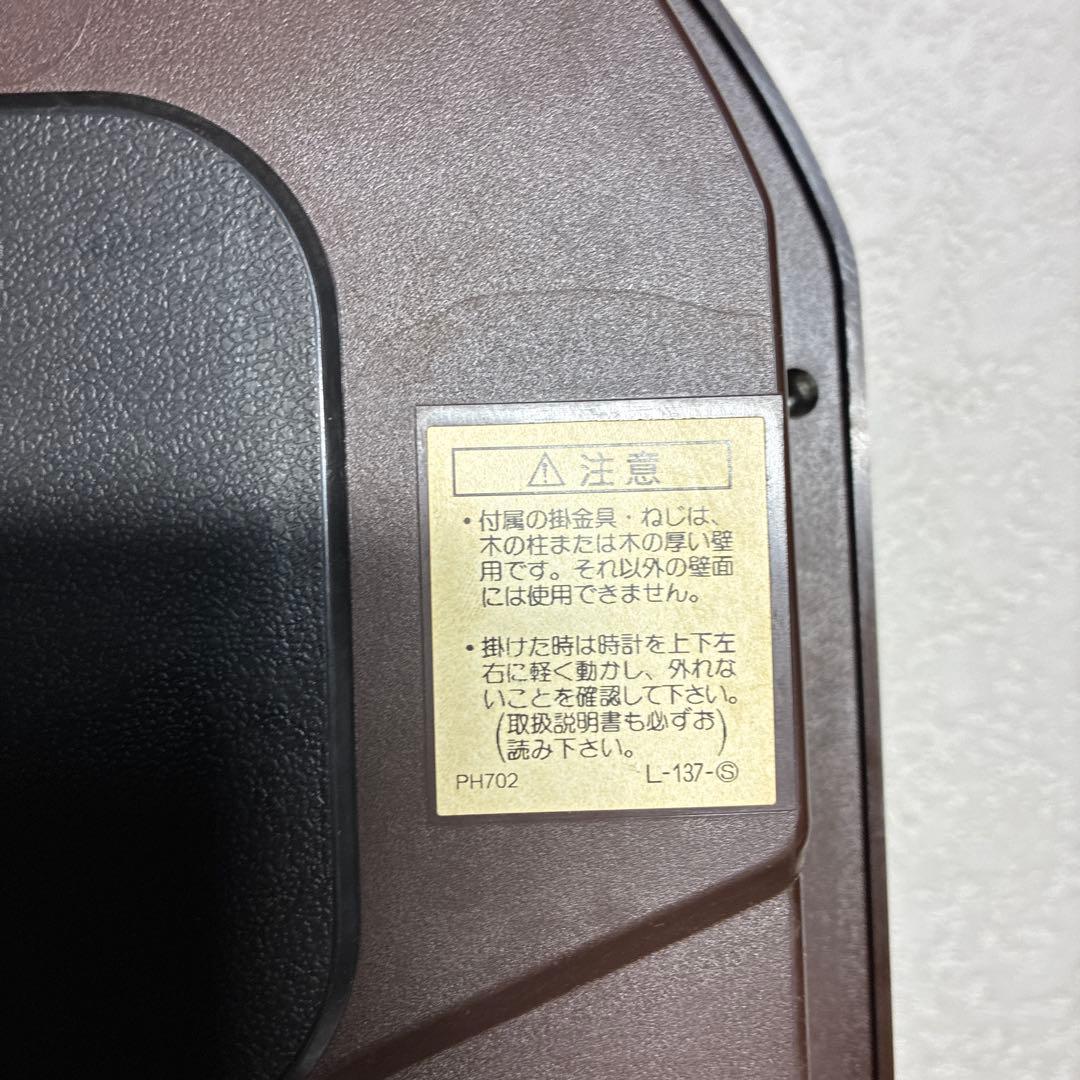 ⚠注意
・付属の掛金具・ねじは、
木の柱または木の厚い壁
用です。それ以外の壁面
には使用できません。
・掛けた時は時計を上下左
右に軽く動かし、外れな
いことを確認して下さい。
(取扱説明書も必ずお
読み下さい。)
PH702 L-137-Ⓢ